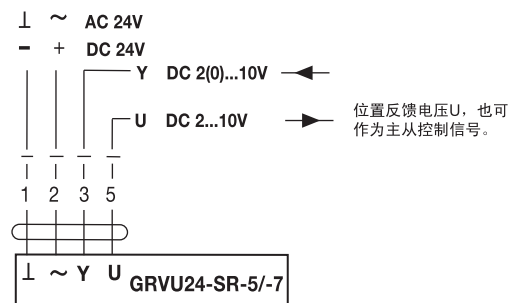 ⊥ ~ AC 24V
- + DC 24V
Y DC 2(0)...10V
U DC 2...10V
位置反馈电压U，也可
作为主从控制信号。
1 2 3 5
⊥ ~ Y U GRVU24-SR-5/-7